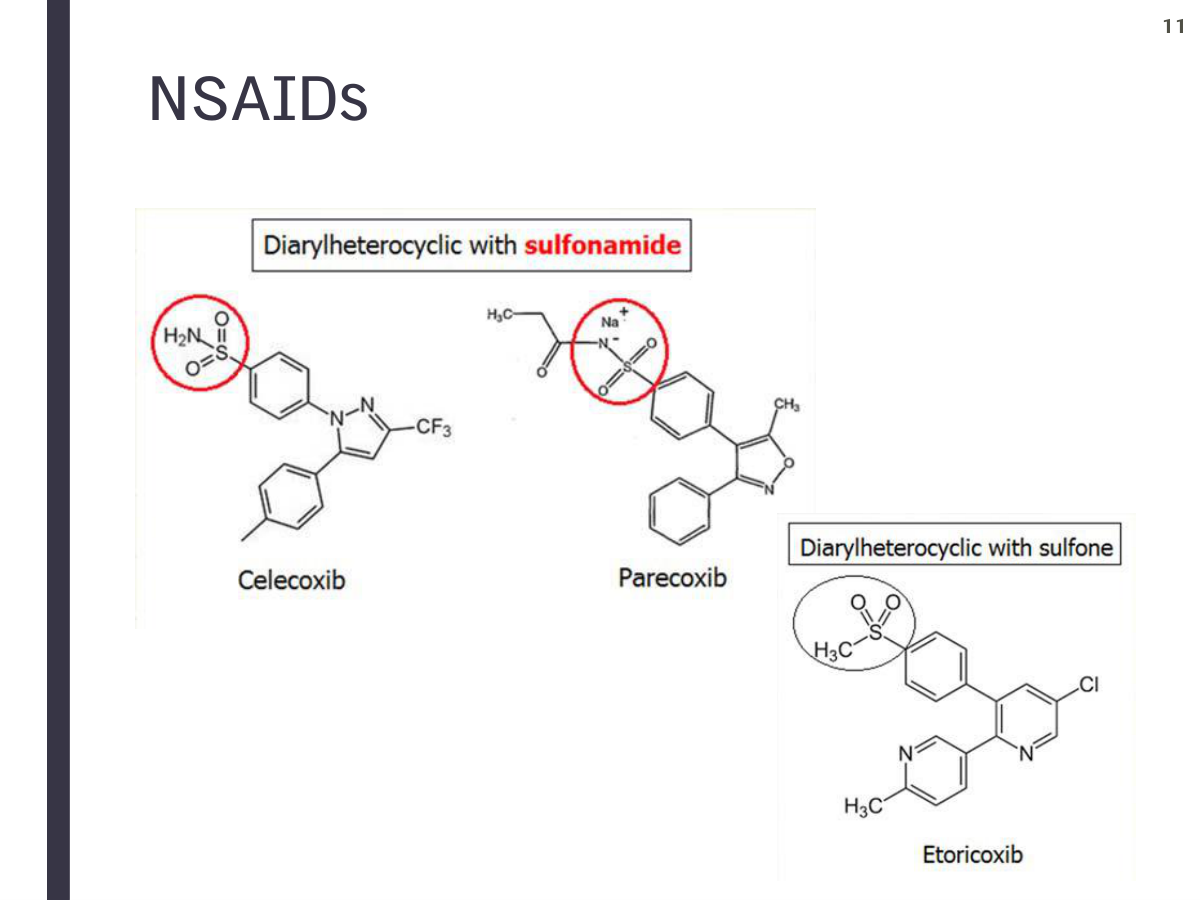 11
NSAIDs
Diarylheterocyclic with sulfonamide
H₂N
O
S
O
N
N
CF₃
Celecoxib
H₃C
O
Na⁺
N⁻
O
S
O
CH₃
O
N
Parecoxib
Diarylheterocyclic with sulfone
O O
S
H₃C
Cl
N
N
H₃C
Etoricoxib